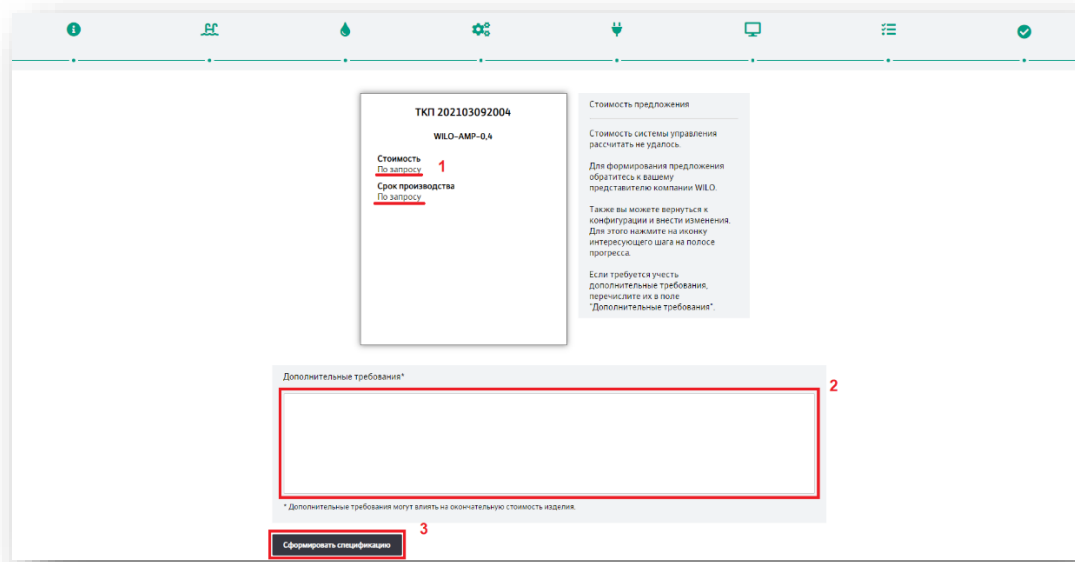 ТКП 202103092004
WILO-AMP-0,4
Стоимость
По запросу
1
Срок производства
По запросу
Стоимость предложения
Стоимость системы управления
рассчитать не удалось.
Для формирования предложения
обратитесь к вашему
представителю компании WILO.
Также вы можете вернуться к
конфигурации и внести изменения.
Для этого нажмите на иконку
интересующего шага на полосе
прогресса.
Если требуется учесть
дополнительные требования,
перечислите их в поле
"Дополнительные требования".
Дополнительные требования*
2
* Дополнительные требования могут влиять на окончательную стоимость изделия.
3
Сформировать спецификацию